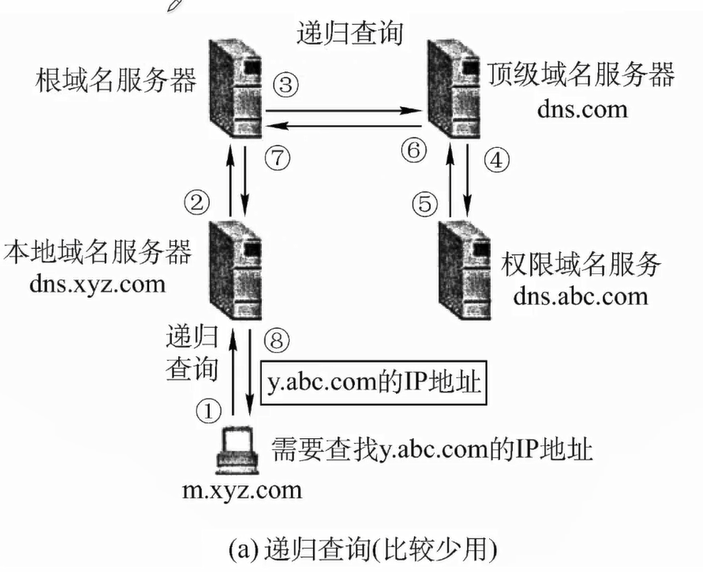 递归查询
根域名服务器
③
顶级域名服务器
dns.com
⑦
⑥
④
②
⑤
本地域名服务器
dns.xyz.com
权限域名服务
dns.abc.com
递归
查询
⑧
y.abc.com的IP地址
①
需要查找y.abc.com的IP地址
m.xyz.com
(a) 递归查询(比较少用)